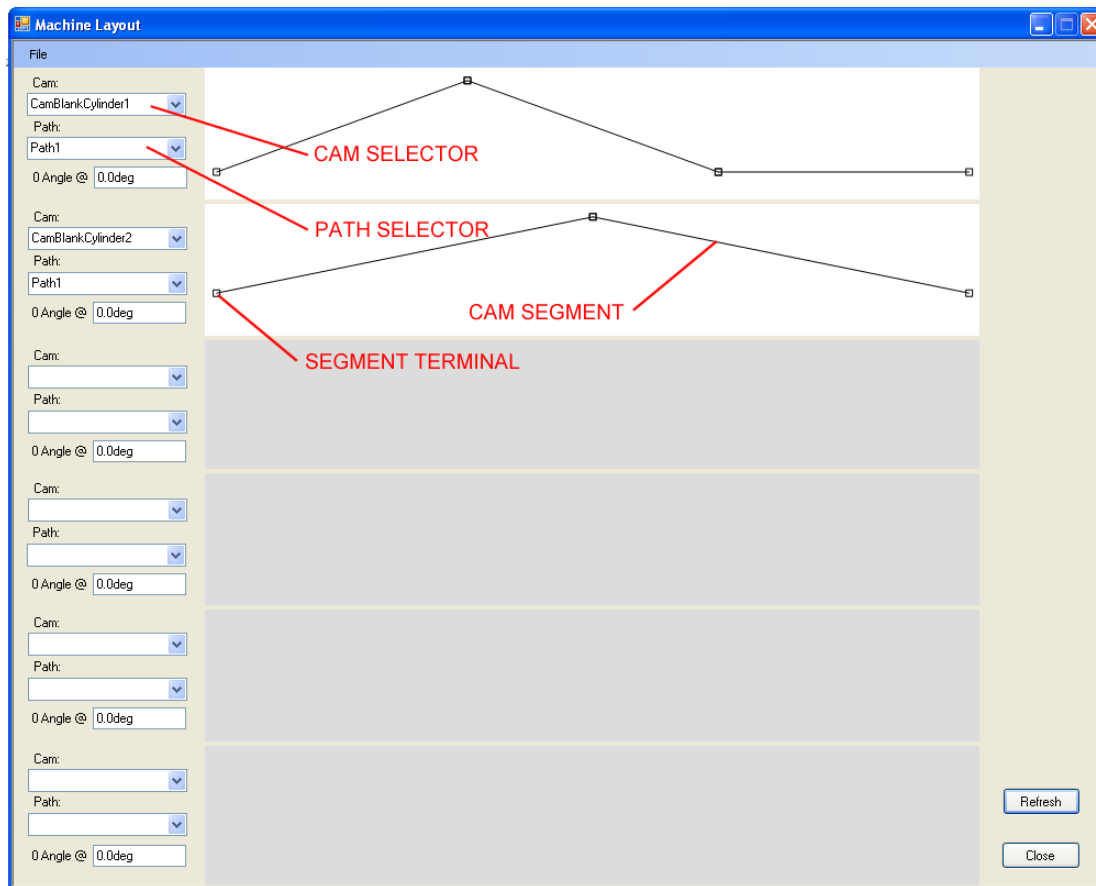 Machine Layout
File
Cam:
CamBlankCylinder1
Path:
Path1
0 Angle @ 0.0deg
CAM SELECTOR
PATH SELECTOR
Cam:
CamBlankCylinder2
Path:
Path1
0 Angle @ 0.0deg
CAM SEGMENT
SEGMENT TERMINAL
Cam:
Path:
0 Angle @ 0.0deg
Cam:
Path:
0 Angle @ 0.0deg
Cam:
Path:
0 Angle @ 0.0deg
Cam:
Path:
0 Angle @ 0.0deg
Refresh
Close